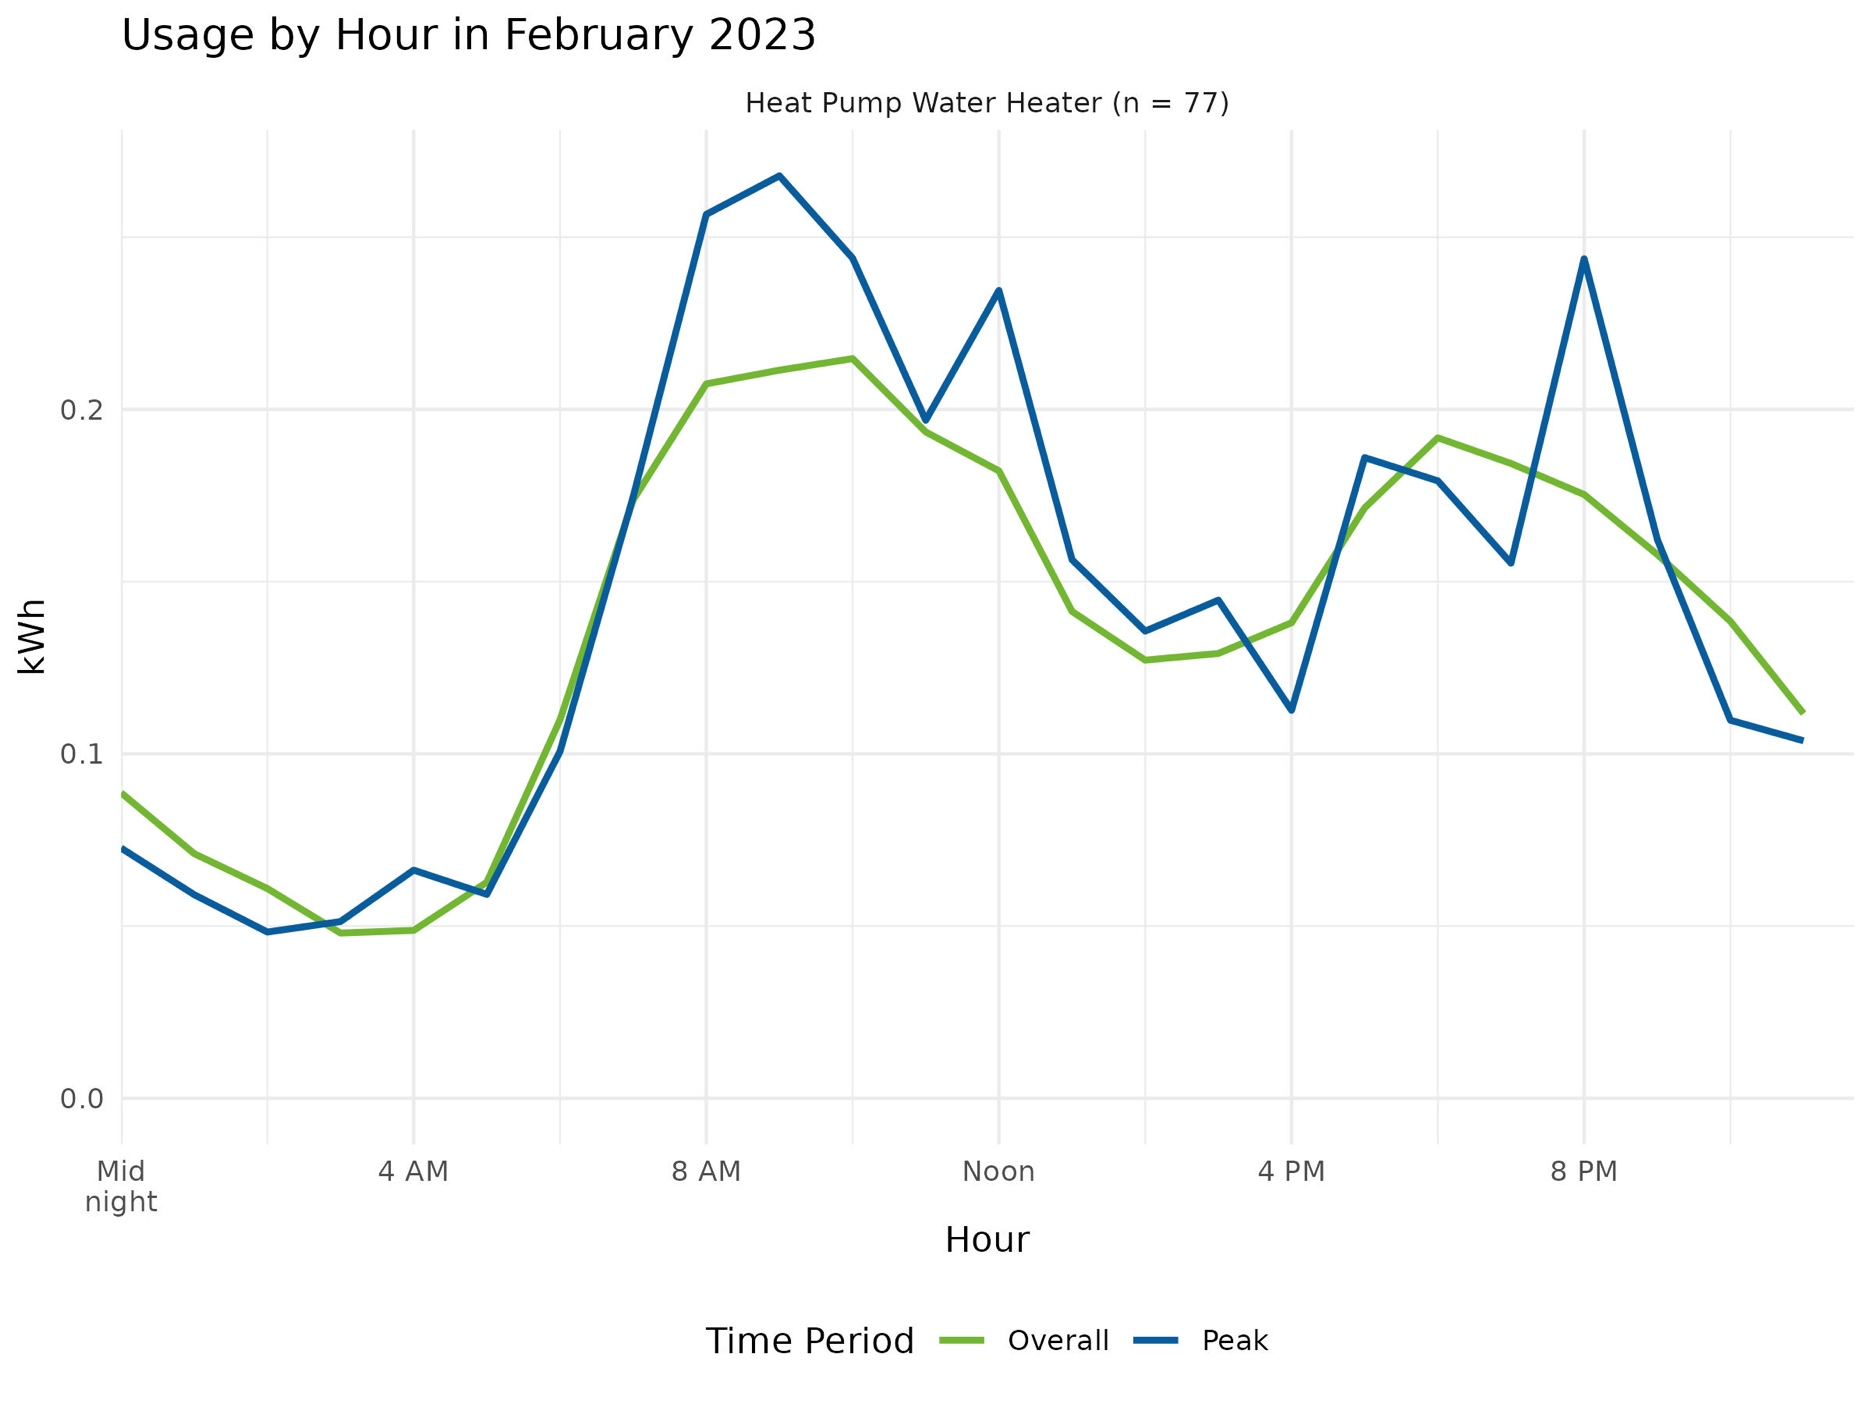 Usage by Hour in February 2023
Heat Pump Water Heater (n = 77)
kWh
0.2
0.1
0.0
Mid
night
4 AM
8 AM
Noon
4 PM
8 PM
Hour
Time Period
Overall
Peak